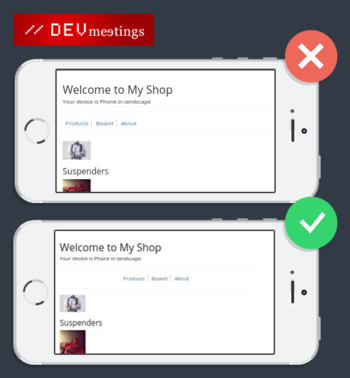 DEVmeetings
Welcome to My Shop
Your device is Phone in landscape
Products Basket About
Suspenders
Welcome to My Shop
Your device is Phone in landscape
Products Basket About
Suspenders